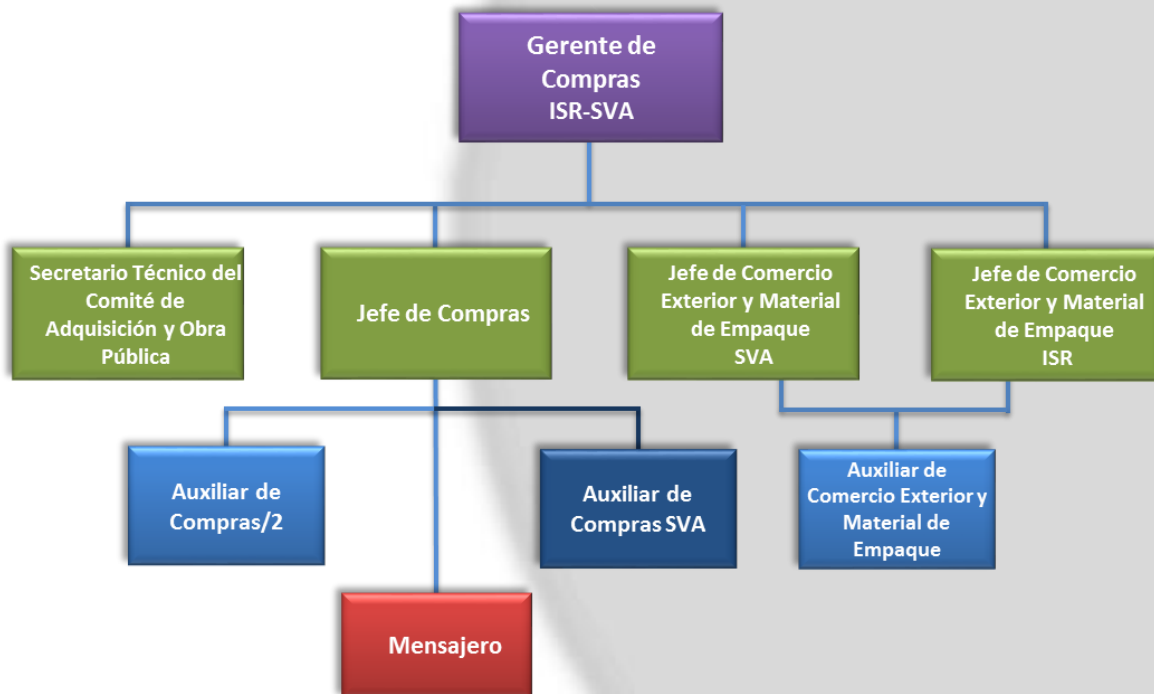 Gerente de
Compras
ISR-SVA
Secretario Técnico del
Comité de
Adquisición y Obra
Pública
Jefe de Compras
Jefe de Comercio
Exterior y Material
de Empaque
SVA
Jefe de Comercio
Exterior y Material
de Empaque
ISR
Auxiliar de
Compras/2
Auxiliar de
Compras SVA
Auxiliar de
Comercio Exterior y
Material de
Empaque
Mensajero